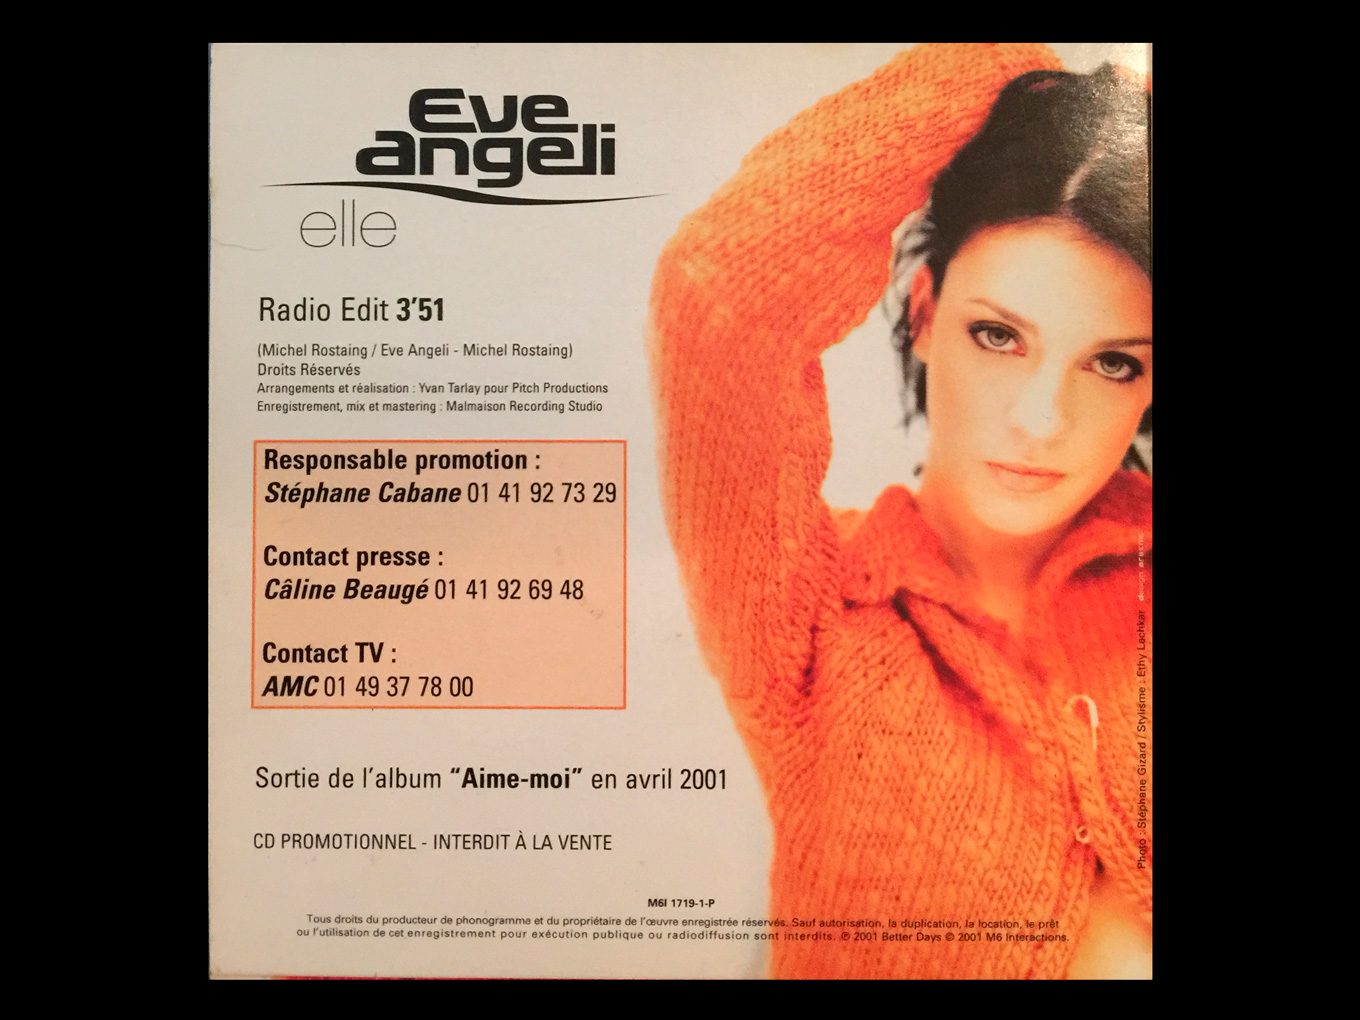 Eve
angeli
elle
Radio Edit 3'51
(Michel Rostaing / Eve Angeli - Michel Rostaing)
Droits Réservés
Arrangements et réalisation : Yvan Tarlay pour Pitch Productions
Enregistrement, mix et mastering : Malmaison Recording Studio
Responsable promotion :
Stéphane Cabane 01 41 92 73 29
Contact presse :
Câline Beaugé 01 41 92 69 48
Contact TV :
AMC 01 49 37 78 00
Sortie de l'album "Aime-moi" en avril 2001
CD PROMOTIONNEL - INTERDIT À LA VENTE
M6I 1719-1-P
Tous droits du producteur de phonogramme et du propriétaire de l'œuvre enregistrée réservés. Sauf autorisation, la duplication, la location, le prêt
ou l'utilisation de cet enregistrement pour exécution publique ou radiodiffusion sont interdits. ℗ 2001 Better Days © 2001 M6 Interactions.
Photo : Stéphane Gizard / Stylisme : Ethy Lachkar design